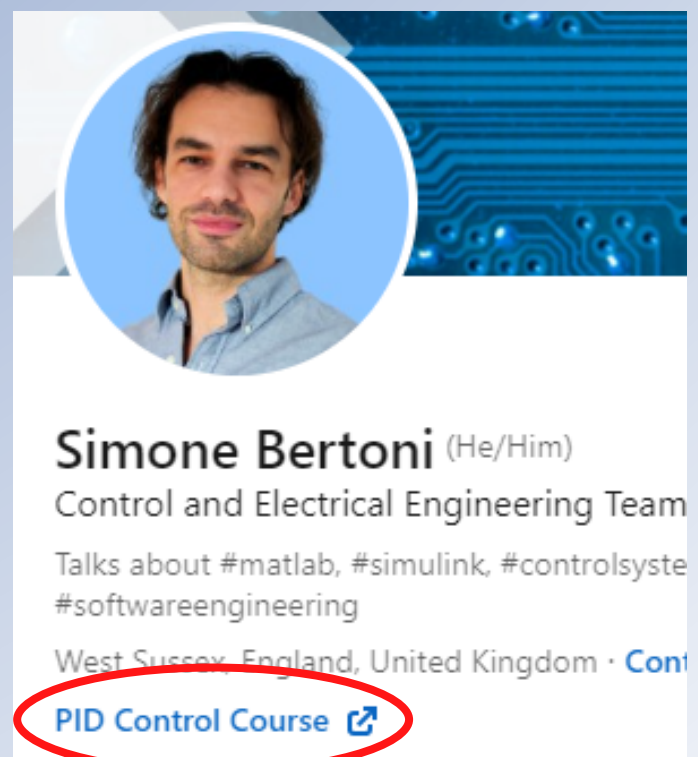 Simone Bertoni (He/Him)
Control and Electrical Engineering Team
Talks about #matlab, #simulink, #controlsyste
#softwareengineering
West Sussex, England, United Kingdom · Cont
PID Control Course